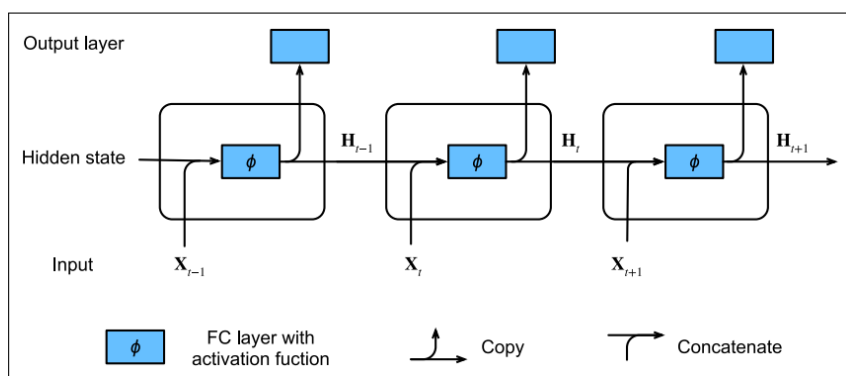 Output layer
Hidden state
ϕ
H_{t−1}
ϕ
H_t
ϕ
H_{t+1}
Input
X_{t−1}
X_t
X_{t+1}
ϕ
FC layer with
activation fuction
Copy
Concatenate